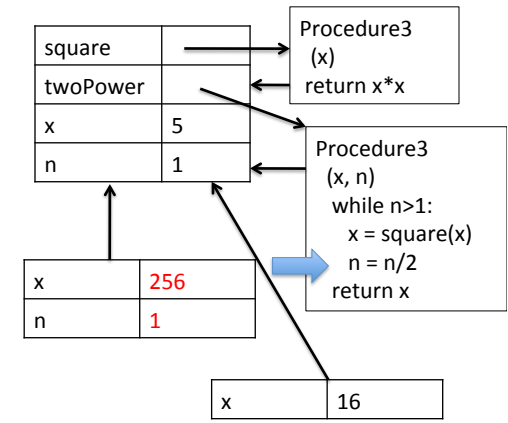 square
twoPower
x 5
n 1
Procedure3
(x)
return x*x
Procedure3
(x, n)
while n>1:
x = square(x)
n = n/2
return x
x 256
n 1
x 16